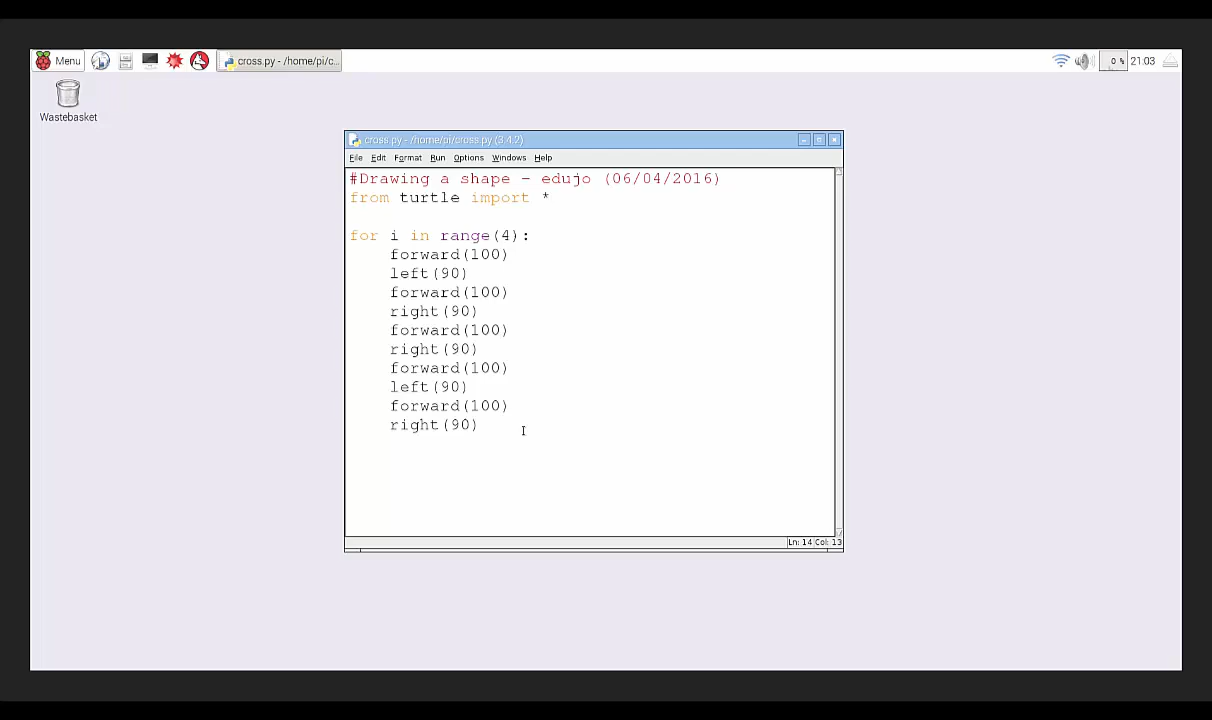 Menu
cross.py - /home/pi/c...
0 %
21:03
Wastebasket
cross.py - /home/pi/cross.py (3.4.2)
File Edit Format Run Options Windows Help
#Drawing a shape - edujo (06/04/2016)
from turtle import *
for i in range(4):
    forward(100)
    left(90)
    forward(100)
    right(90)
    forward(100)
    right(90)
    forward(100)
    left(90)
    forward(100)
    right(90)
Ln: 14 Col: 13